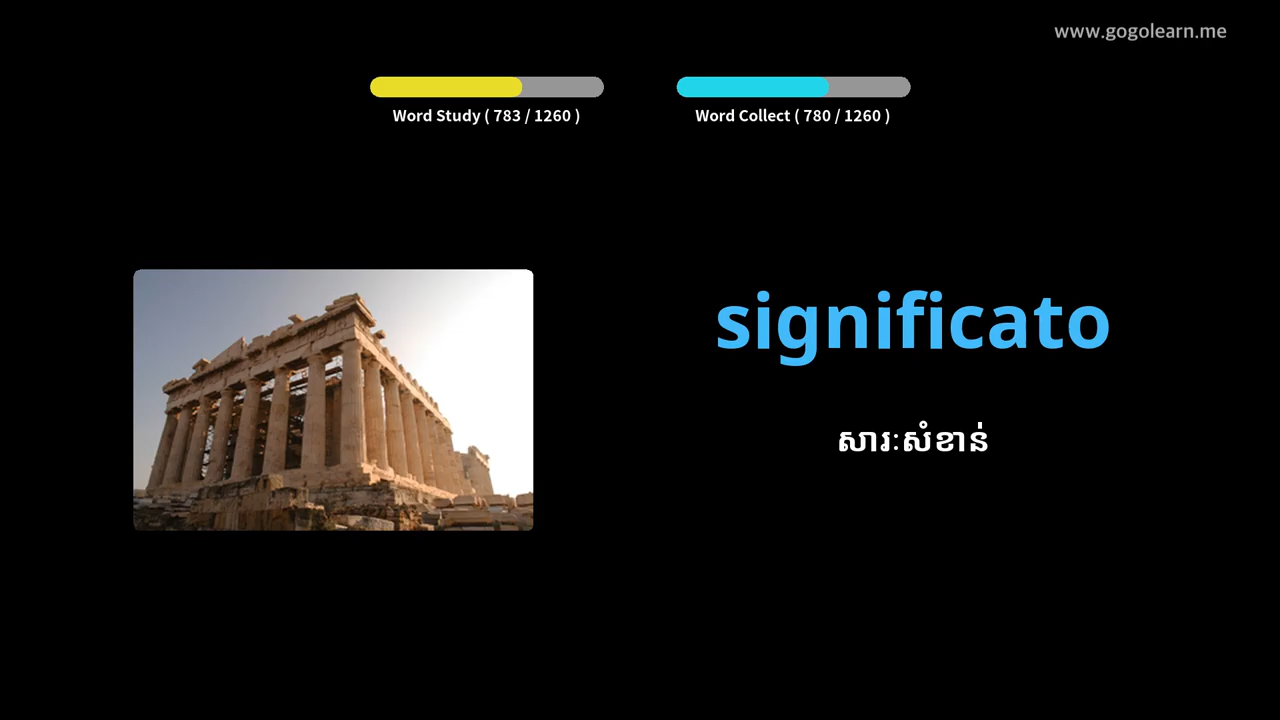 www.gogolearn.me
Word Study ( 783 / 1260 )
Word Collect ( 780 / 1260 )
significato
សារៈសំខាន់